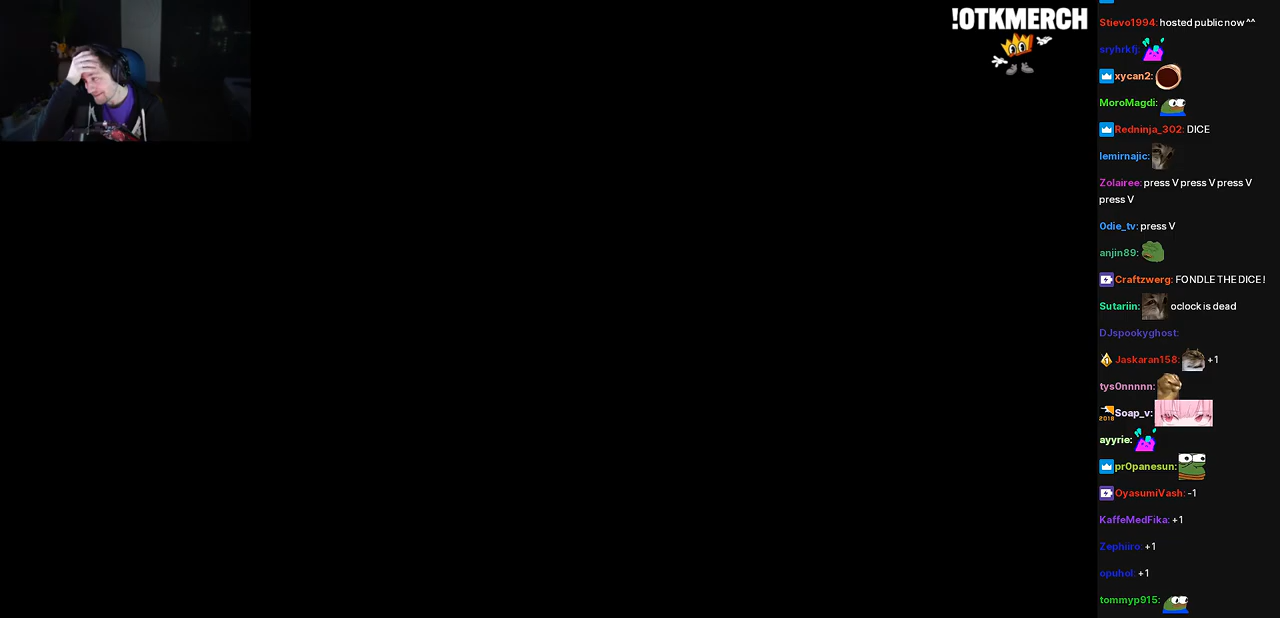 !OTKMERCH
Stievo1994: hosted public now ^^
sryhrkfj:
xycan2:
MoroMagdi:
Redninja_302: DICE
lemirnajic:
Zolairee: press V press V press V
press V
0die_tv: press V
anjin89:
Craftzwerg: FONDLE THE DICE !
Sutariin: oclock is dead
DJspookyghost:
Jaskaran158: +1
tys0nnnnn:
2018 Soap_v:
ayyrie:
pr0panesun:
OyasumiVash: -1
KaffeMedFika: +1
Zephiiro: +1
opuhol: +1
tommyp915: